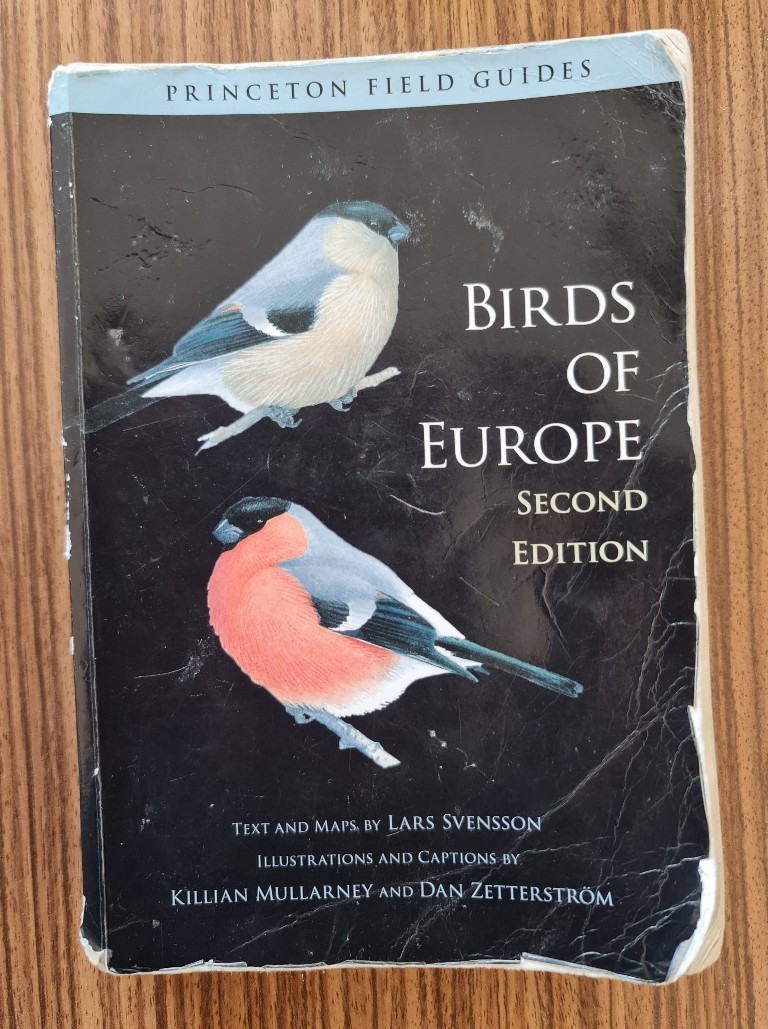 PRINCETON FIELD GUIDES
BIRDS
OF
EUROPE
SECOND
EDITION
TEXT AND MAPS BY LARS SVENSSON
ILLUSTRATIONS AND CAPTIONS BY
KILLIAN MULLARNEY AND DAN ZETTERSTRÖM